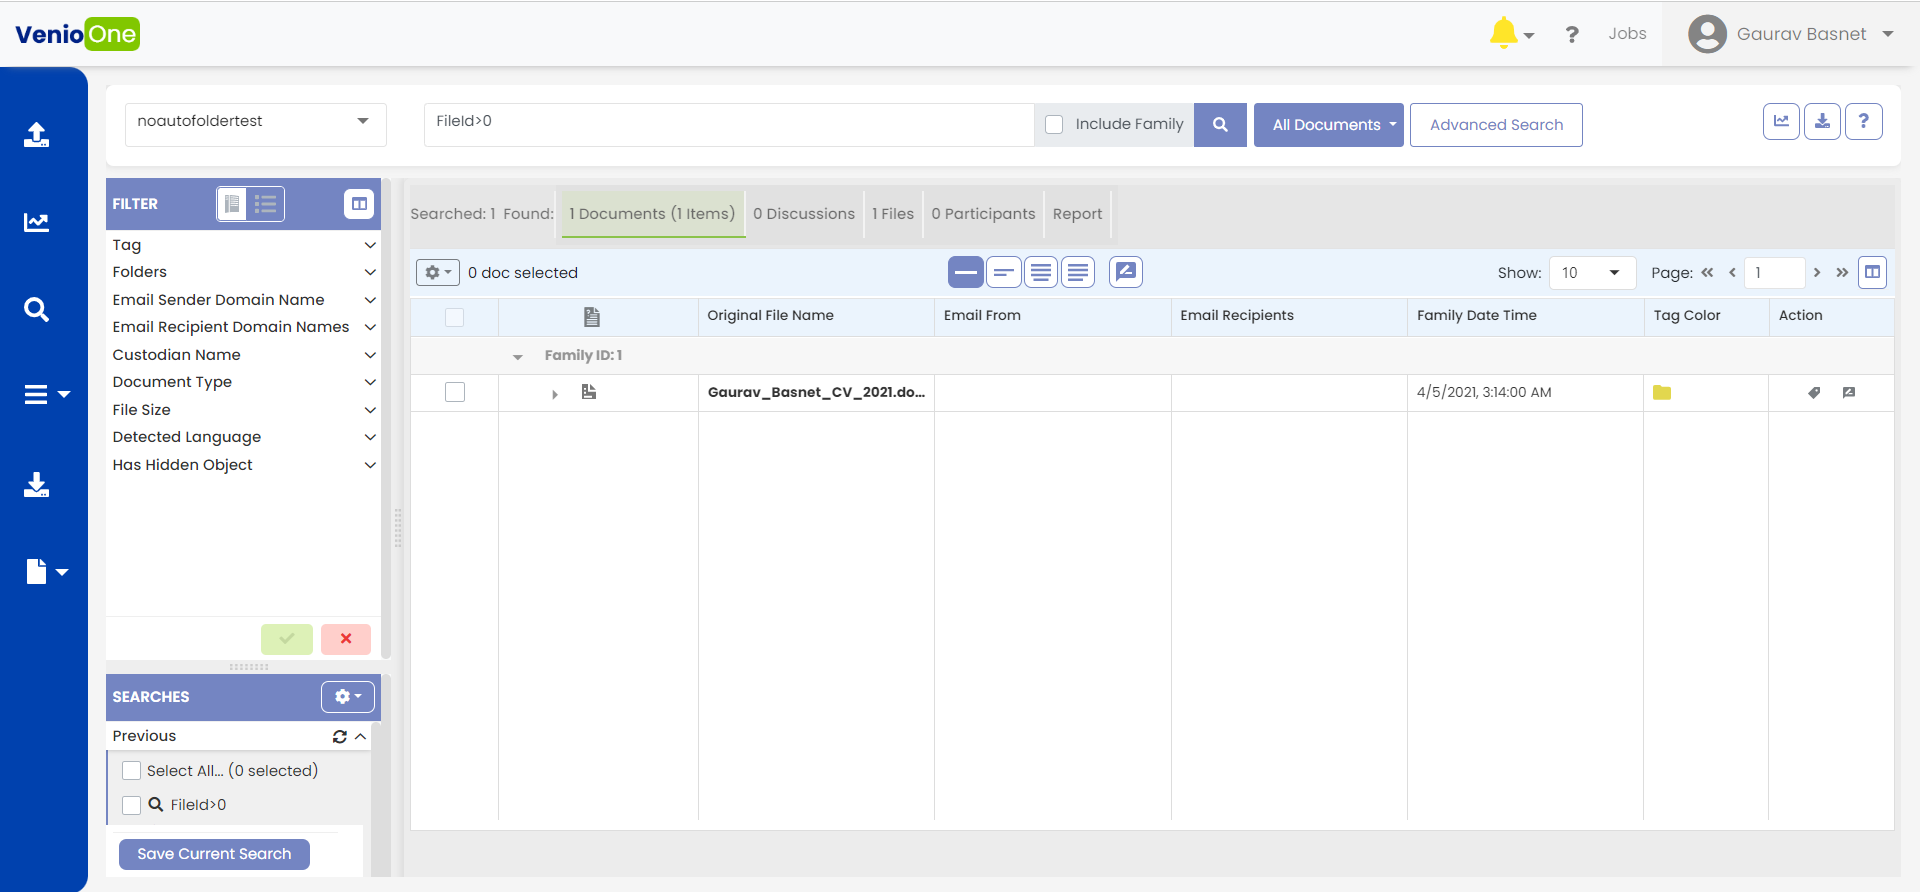 VenioOne
? Jobs Gaurav Basnet
noautofoldertest
FileId>0
Include Family
All Documents
Advanced Search
?
FILTER
Tag
Folders
Email Sender Domain Name
Email Recipient Domain Names
Custodian Name
Document Type
File Size
Detected Language
Has Hidden Object
SEARCHES
Previous
Select All... (0 selected)
FileId>0
Save Current Search
Searched: 1 Found: 1 Documents (1 Items) 0 Discussions 1 Files 0 Participants Report
0 doc selected
Show: 10 Page: « ‹ 1 › »
Original File Name Email From Email Recipients Family Date Time Tag Color Action
Family ID: 1
Gaurav_Basnet_CV_2021.do... 4/5/2021, 3:14:00 AM